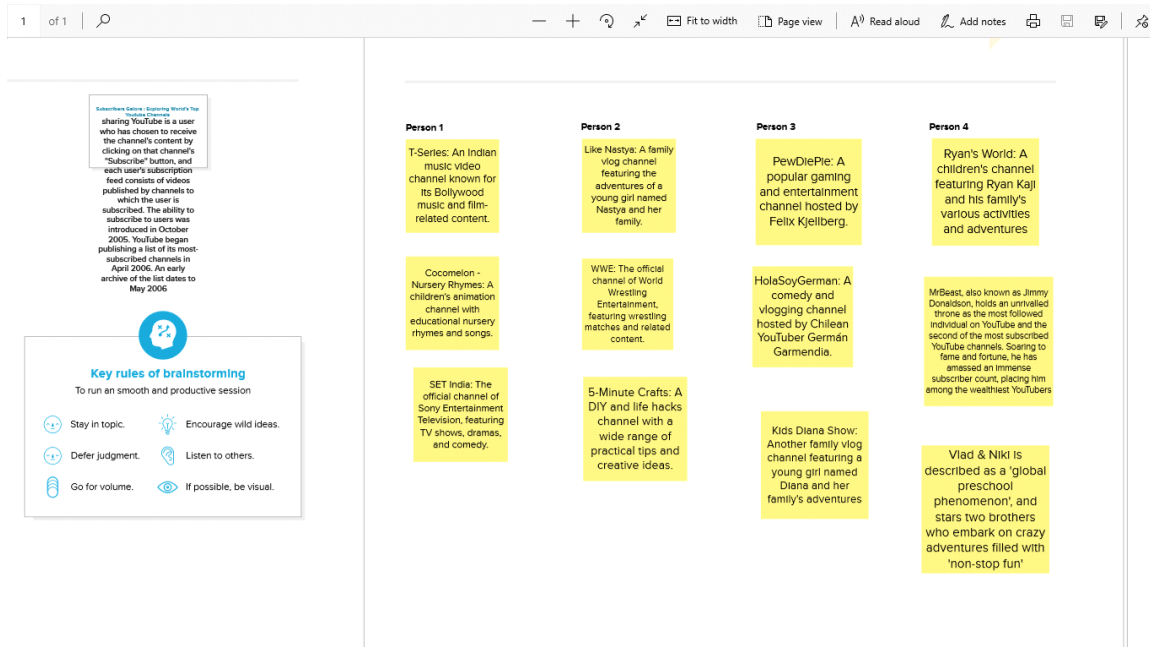 1 of 1
Fit to width
Page view
Read aloud
Add notes
Subscribers Galore : Exploring World's Top
Youtube Channels
sharing YouTube is a user
who has chosen to receive
the channel's content by
clicking on that channel's
"Subscribe" button, and
each user's subscription
feed consists of videos
published by channels to
which the user is
subscribed. The ability to
subscribe to users was
introduced in October
2005. YouTube began
publishing a list of its most-
subscribed channels in
April 2006. An early
archive of the list dates to
May 2006
Key rules of brainstorming
To run an smooth and productive session
Stay in topic.
Encourage wild ideas.
Defer judgment.
Listen to others.
Go for volume.
If possible, be visual.
Person 1
T-Series: An Indian
music video
channel known for
its Bollywood
music and film-
related content.
Cocomelon -
Nursery Rhymes: A
children's animation
channel with
educational nursery
rhymes and songs.
SET India: The
official channel of
Sony Entertainment
Television, featuring
TV shows, dramas,
and comedy.
Person 2
Like Nastya: A family
vlog channel
featuring the
adventures of a
young girl named
Nastya and her
family.
WWE: The official
channel of World
Wrestling
Entertainment,
featuring wrestling
matches and related
content.
5-Minute Crafts: A
DIY and life hacks
channel with a
wide range of
practical tips and
creative ideas.
Person 3
PewDiePie: A
popular gaming
and entertainment
channel hosted by
Felix Kjellberg.
HolaSoyGerman: A
comedy and
vlogging channel
hosted by Chilean
YouTuber Germán
Garmendia.
Kids Diana Show:
Another family vlog
channel featuring a
young girl named
Diana and her
family's adventures
Person 4
Ryan's World: A
children's channel
featuring Ryan Kaji
and his family's
various activities
and adventures
MrBeast, also known as Jimmy
Donaldson, holds an unrivalled
throne as the most followed
individual on YouTube and the
second of the most subscribed
YouTube channels. Soaring to
fame and fortune, he has
amassed an immense
subscriber count, placing him
among the wealthiest YouTubers
Vlad & Niki is
described as a 'global
preschool
phenomenon', and
stars two brothers
who embark on crazy
adventures filled with
'non-stop fun'